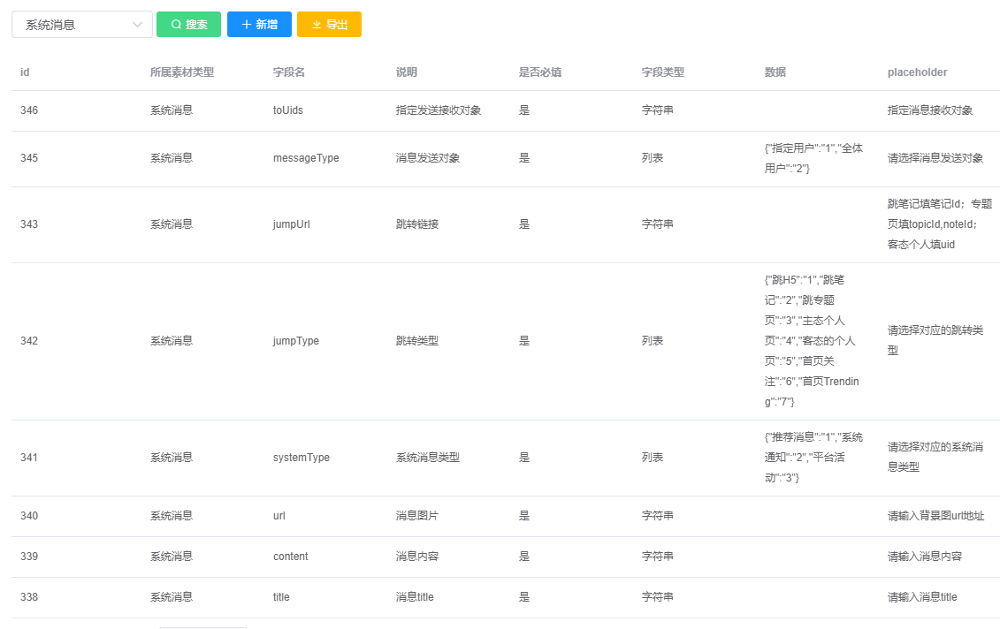 系统消息 搜索 新增 导出
id 所属素材类型 字段名 说明 是否必填 字段类型 数据 placeholder
346 系统消息 toUids 指定发送接收对象 是 字符串 指定消息接收对象
345 系统消息 messageType 消息发送对象 是 列表 {"指定用户":"1","全体
用户":"2"} 请选择消息发送对象
343 系统消息 jumpUrl 跳转链接 是 字符串 跳笔记填笔记Id；专题
页填topicId,noteId；
客态个人填uid
342 系统消息 jumpType 跳转类型 是 列表 {"跳H5":"1","跳笔
记":"2","跳专题
页":"3","主态个人
页":"4","客态的个人
页":"5","首页关
注":"6","首页Trendin
g":"7"} 请选择对应的跳转类
型
341 系统消息 systemType 系统消息类型 是 列表 {"推荐消息":"1","系统
通知":"2","平台活
动":"3"} 请选择对应的系统消
息类型
340 系统消息 url 消息图片 是 字符串 请输入背景图url地址
339 系统消息 content 消息内容 是 字符串 请输入消息内容
338 系统消息 title 消息title 是 字符串 请输入消息title